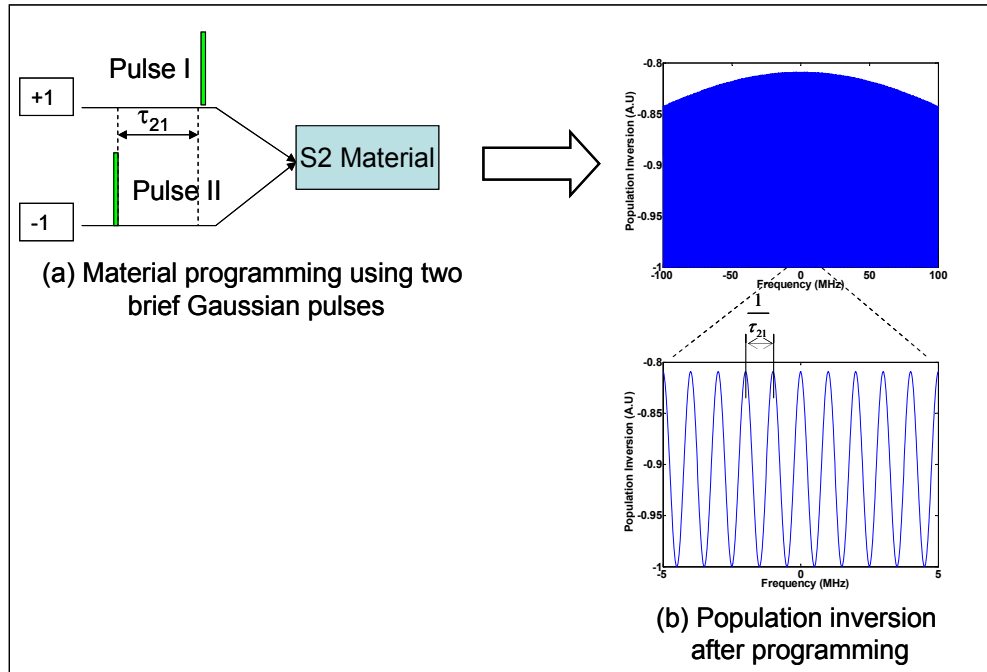 Pulse I
+1
τ21
S2 Material
Pulse II
-1
(a) Material programming using two
brief Gaussian pulses
-0.8
-0.85
-0.9
-0.95
-1
Population Inversion (A.U)
-100 -50 0 50 100
Frequency (MHz)
1
τ21
-0.8
-0.85
-0.9
-0.95
-1
Population Inversion (A.U)
-5 0 5
Frequency (MHz)
(b) Population inversion
after programming